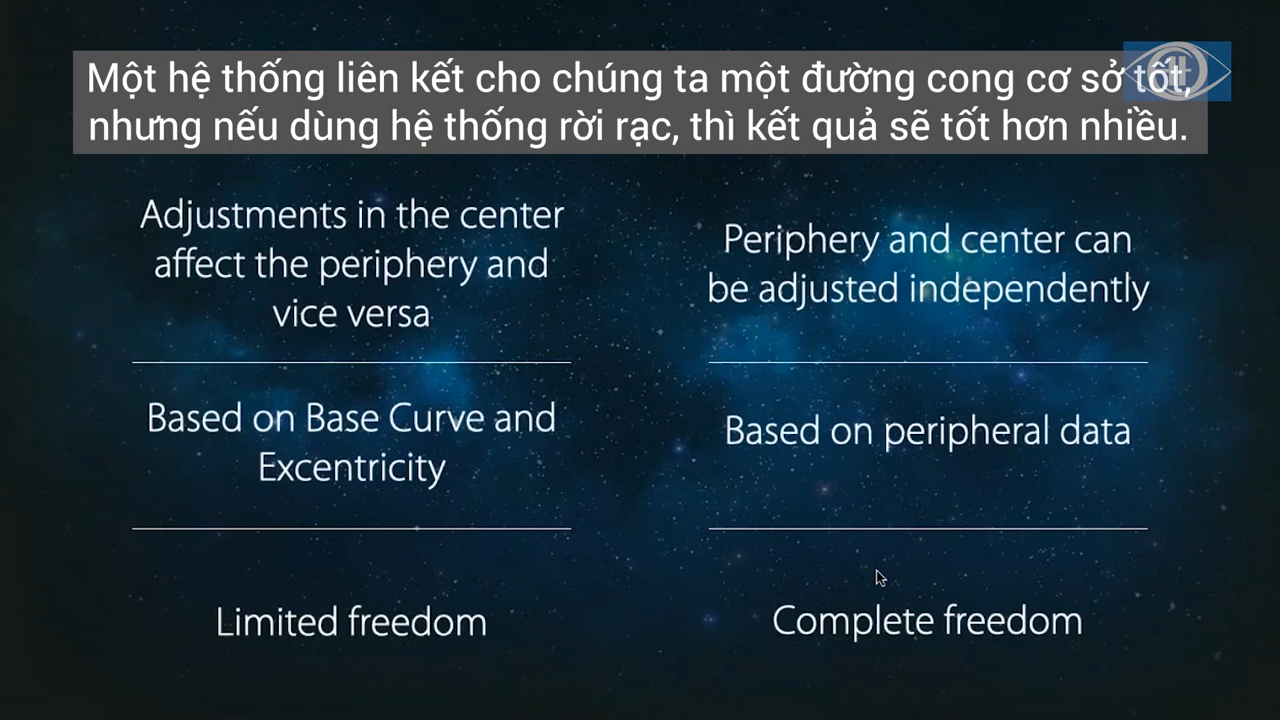 Một hệ thống liên kết cho chúng ta một đường cong cơ sở tốt,
nhưng nếu dùng hệ thống rời rạc, thì kết quả sẽ tốt hơn nhiều.
Adjustments in the center
affect the periphery and
vice versa
Periphery and center can
be adjusted independently
Based on Base Curve and
Excentricity
Based on peripheral data
Limited freedom
Complete freedom